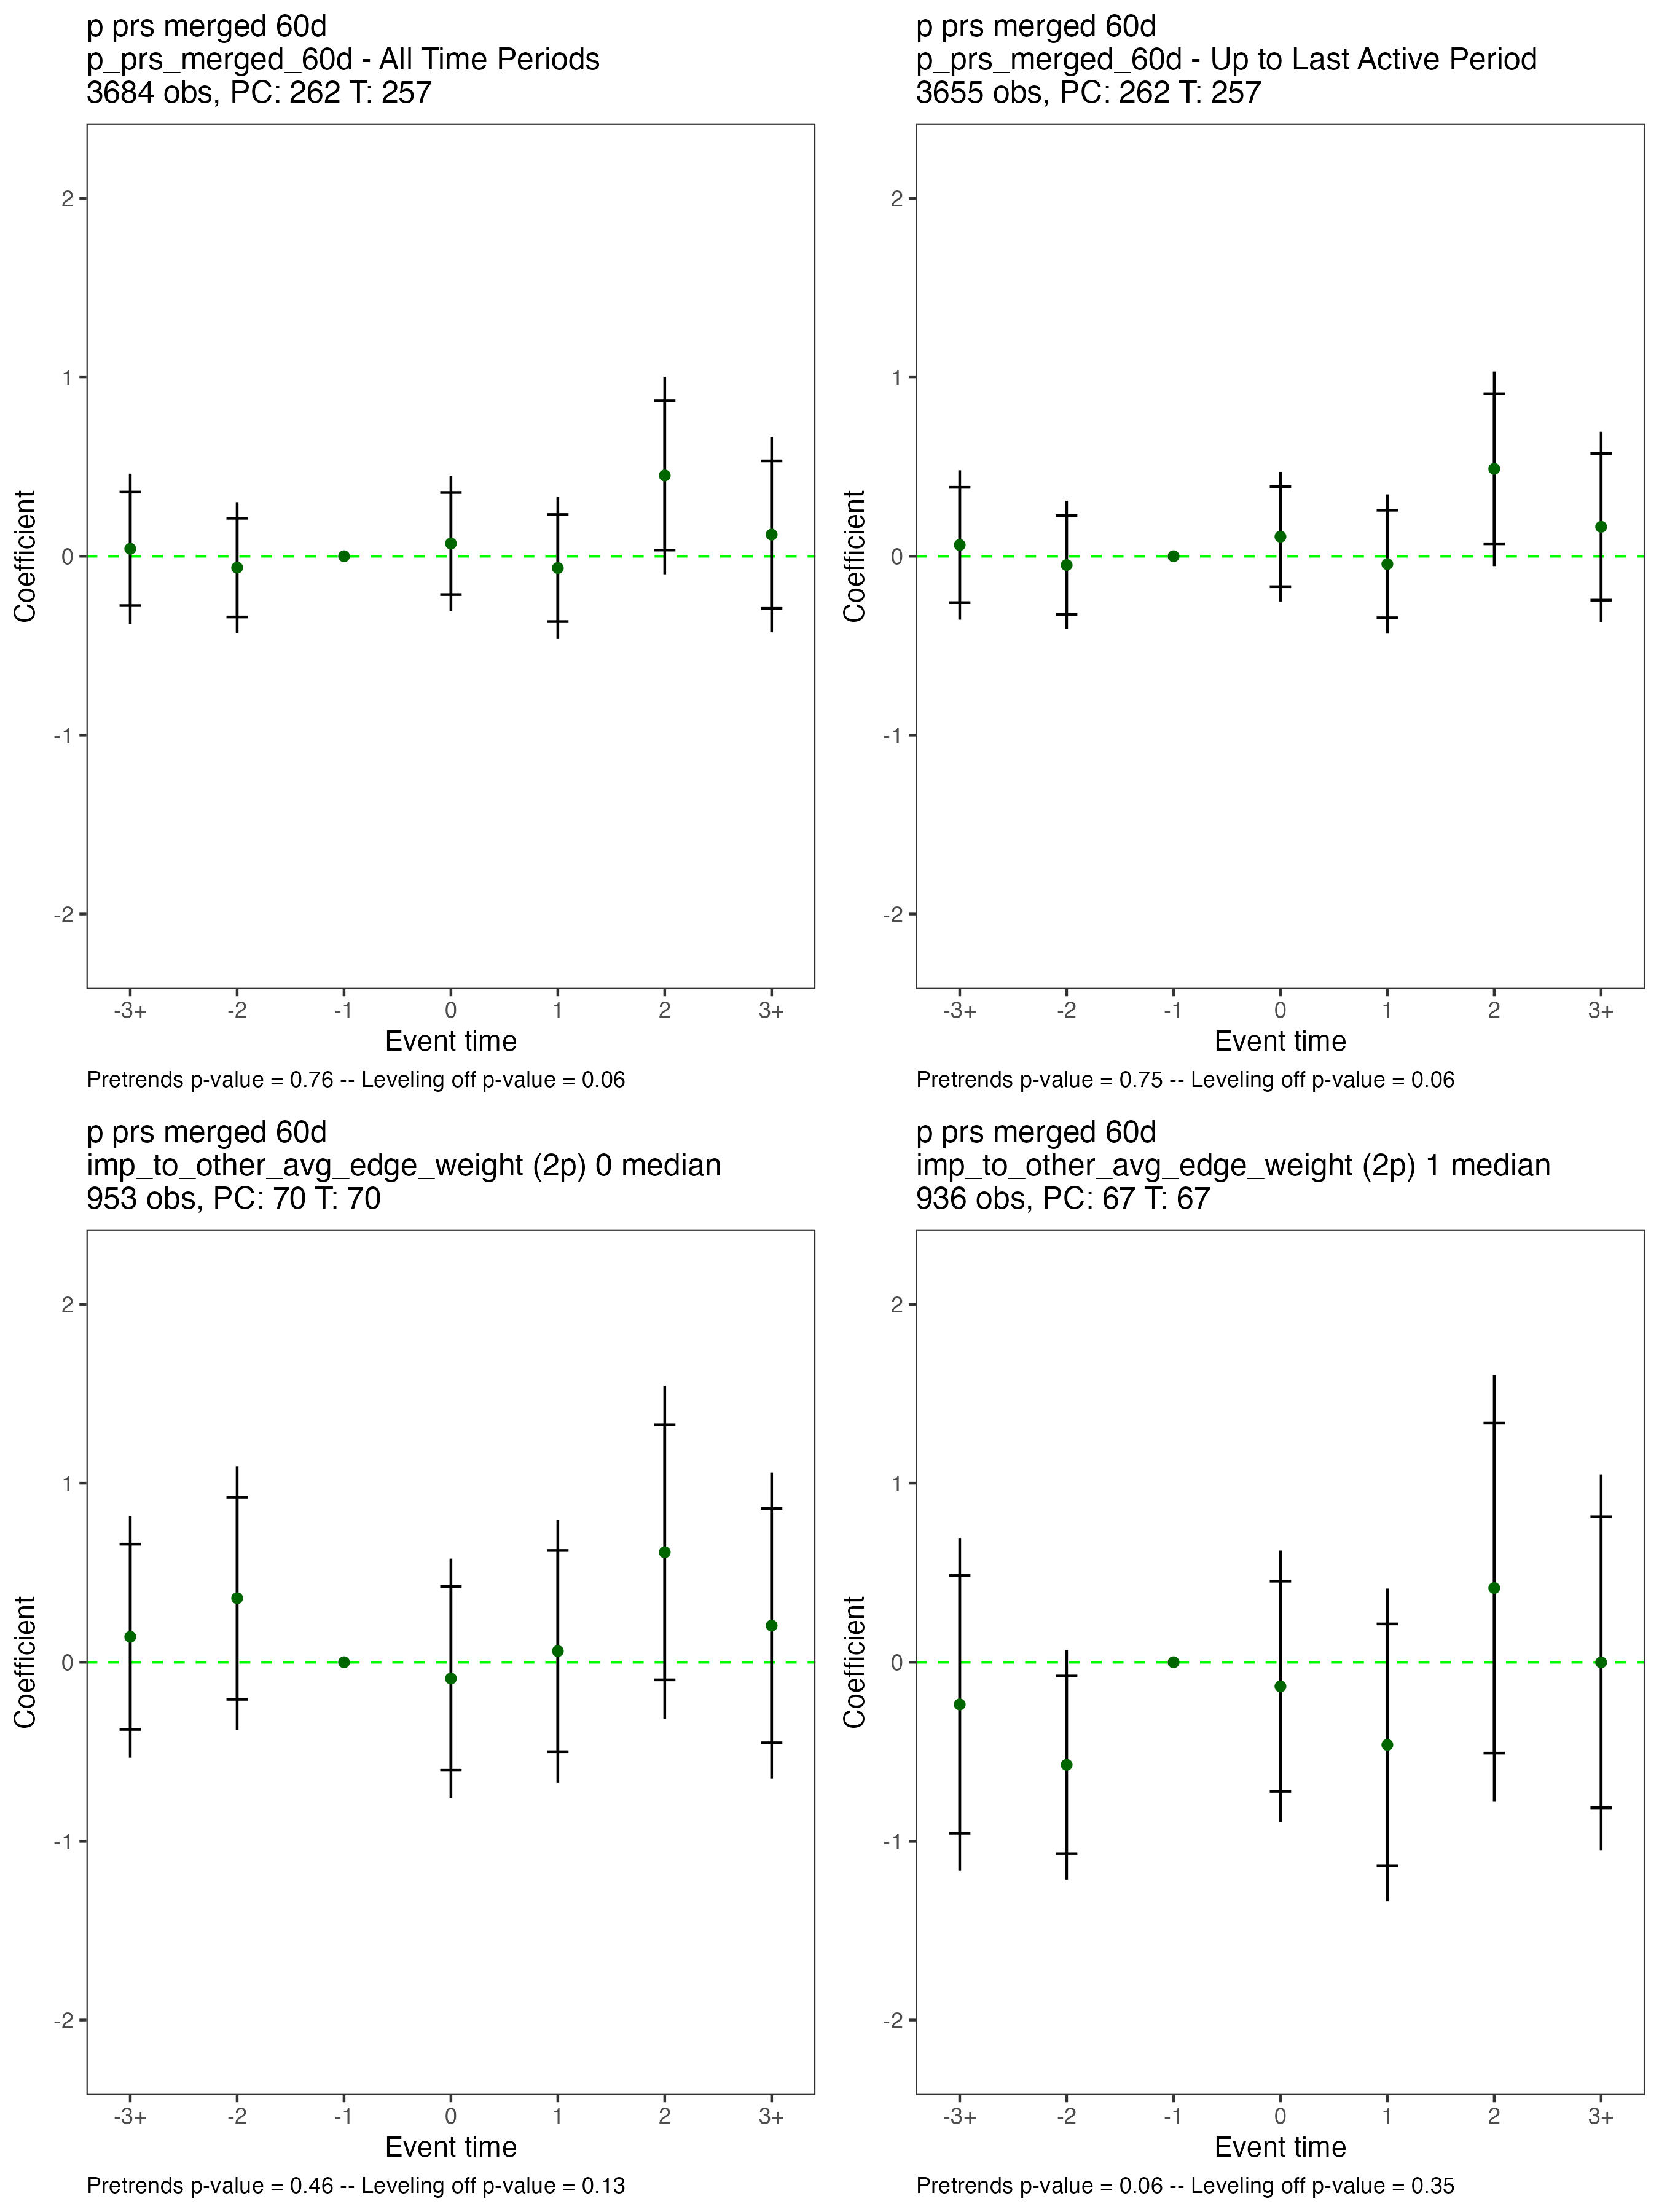 p prs merged 60d
p_prs_merged_60d - All Time Periods
3684 obs, PC: 262 T: 257
2
1
0
-1
-2
Coefficient
-3+ -2 -1 0 1 2 3+
Event time
Pretrends p-value = 0.76 -- Leveling off p-value = 0.06
p prs merged 60d
p_prs_merged_60d - Up to Last Active Period
3655 obs, PC: 262 T: 257
2
1
0
-1
-2
Coefficient
-3+ -2 -1 0 1 2 3+
Event time
Pretrends p-value = 0.75 -- Leveling off p-value = 0.06
p prs merged 60d
imp_to_other_avg_edge_weight (2p) 0 median
953 obs, PC: 70 T: 70
2
1
0
-1
-2
Coefficient
-3+ -2 -1 0 1 2 3+
Event time
Pretrends p-value = 0.46 -- Leveling off p-value = 0.13
p prs merged 60d
imp_to_other_avg_edge_weight (2p) 1 median
936 obs, PC: 67 T: 67
2
1
0
-1
-2
Coefficient
-3+ -2 -1 0 1 2 3+
Event time
Pretrends p-value = 0.06 -- Leveling off p-value = 0.35